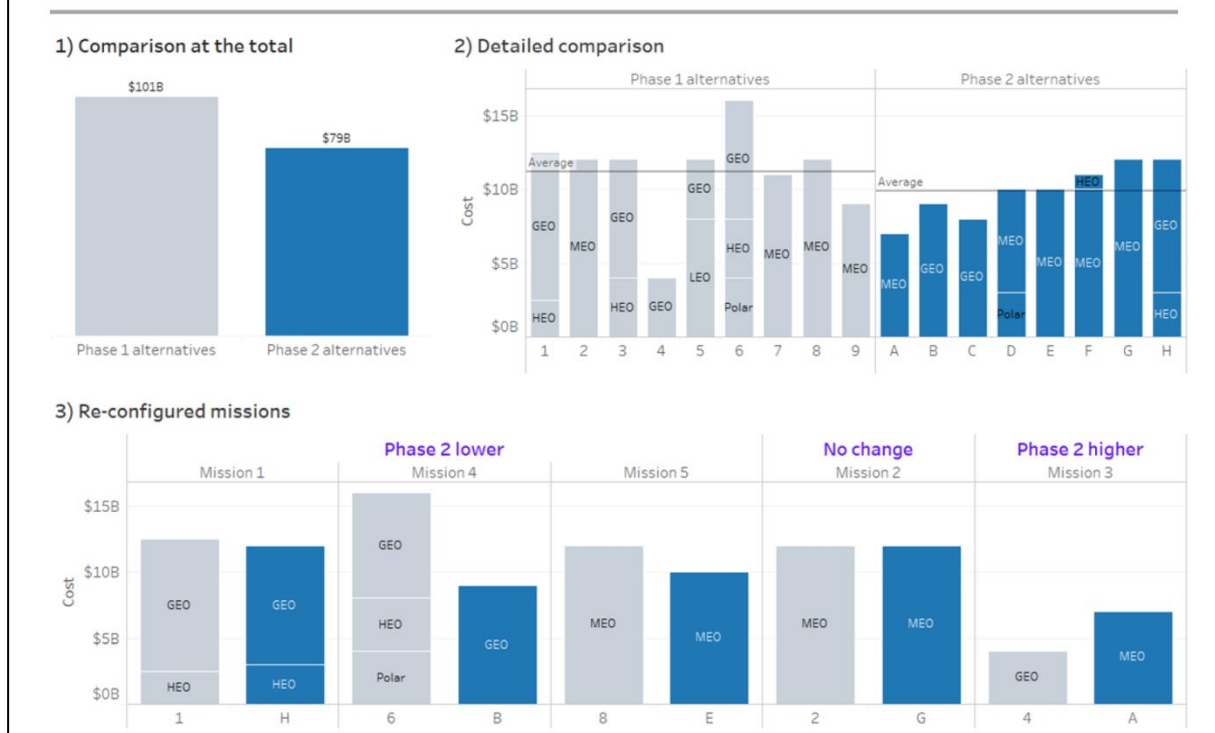 1) Comparison at the total
$101B
$79B
Phase 1 alternatives
Phase 2 alternatives
2) Detailed comparison
Phase 1 alternatives
Phase 2 alternatives
Cost
$15B
$10B
$5B
$0B
Average
GEO
HEO
MEO
GEO
HEO
GEO
GEO
LEO
GEO
HEO
Polar
MEO
MEO
MEO
Average
MEO
GEO
GEO
MEO
Polar
MEO
HEO
MEO
MEO
GEO
HEO
1 2 3 4 5 6 7 8 9 A B C D E F G H
3) Re-configured missions
Phase 2 lower
No change
Phase 2 higher
Mission 1
Mission 4
Mission 5
Mission 2
Mission 3
Cost
$15B
$10B
$5B
$0B
GEO
HEO
GEO
HEO
GEO
HEO
Polar
GEO
MEO
MEO
MEO
MEO
GEO
MEO
1 H 6 B 8 E 2 G 4 A